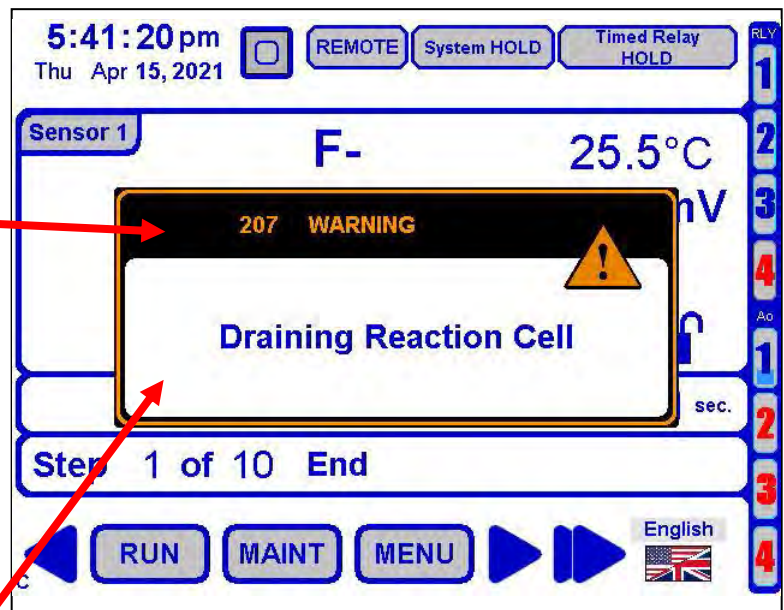 5:41:20 pm
Thu Apr 15, 2021
REMOTE
System HOLD
Timed Relay
HOLD
RLY
1
2
3
4
Ao
1
2
3
4
Sensor 1
F-
25.5°C
mV
207 WARNING
!
Draining Reaction Cell
sec.
Step 1 of 10 End
RUN
MAINT
MENU
English
C